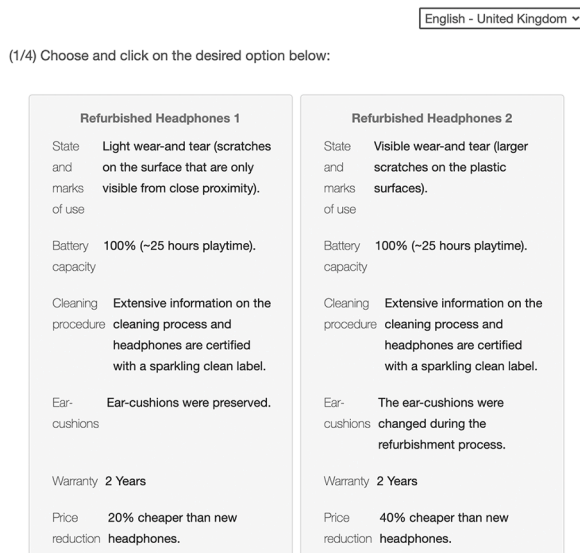 English - United Kingdom
(1/4) Choose and click on the desired option below:
Refurbished Headphones 1
State Light wear-and tear (scratches
and on the surface that are only
marks visible from close proximity).
of use
Battery 100% (~25 hours playtime).
capacity
Cleaning Extensive information on the
procedure cleaning process and
headphones are certified
with a sparkling clean label.
Ear- Ear-cushions were preserved.
cushions
Warranty 2 Years
Price 20% cheaper than new
reduction headphones.
Refurbished Headphones 2
State Visible wear-and tear (larger
and scratches on the plastic
marks surfaces).
of use
Battery 100% (~25 hours playtime).
capacity
Cleaning Extensive information on the
procedure cleaning process and
headphones are certified
with a sparkling clean label.
Ear- The ear-cushions were
cushions changed during the
refurbishment process.
Warranty 2 Years
Price 40% cheaper than new
reduction headphones.